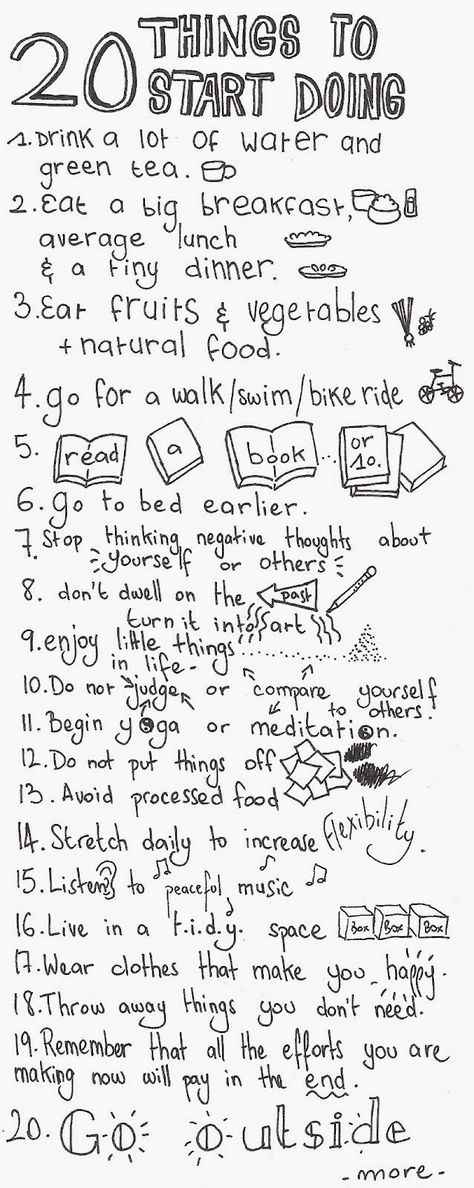 20 THINGS TO
START DOING
1. Drink a lot of water and
green tea.
2. Eat a big breakfast,
average lunch
& a tiny dinner.
3. Eat fruits & vegetables
+ natural food.
4. go for a walk/swim/bike ride
5. read a book... or 10.
6. go to bed earlier.
7. Stop thinking negative thoughts about
yourself or others
8. don't dwell on the past
turn it into art
9. enjoy little things
in life -
10. Do not judge or compare yourself
to others.
11. Begin yoga or meditation.
12. Do not put things off
13. Avoid processed food
14. Stretch daily to increase flexibility.
15. Listen to peaceful music
16. Live in a t.i.d.y. space Box Box Box
17. Wear clothes that make you happy.
18. Throw away things you don't need.
19. Remember that all the efforts you are
making now will pay in the end.
20. Go outside
- more -